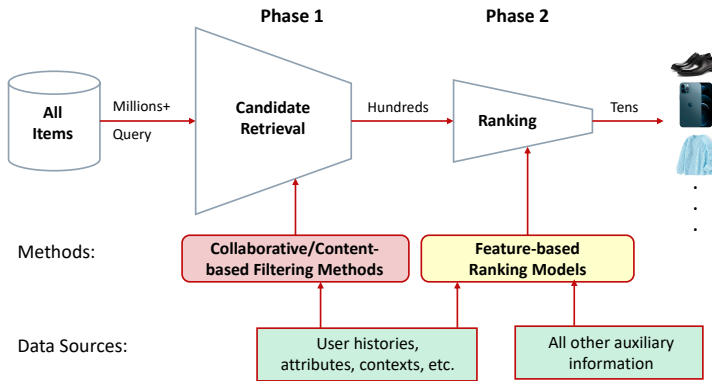 Phase 1
Phase 2
All
Items
Millions+
Query
Candidate
Retrieval
Hundreds
Ranking
Tens
.
.
.
Methods:
Collaborative/Content-
based Filtering Methods
Feature-based
Ranking Models
Data Sources:
User histories,
attributes, contexts, etc.
All other auxiliary
information